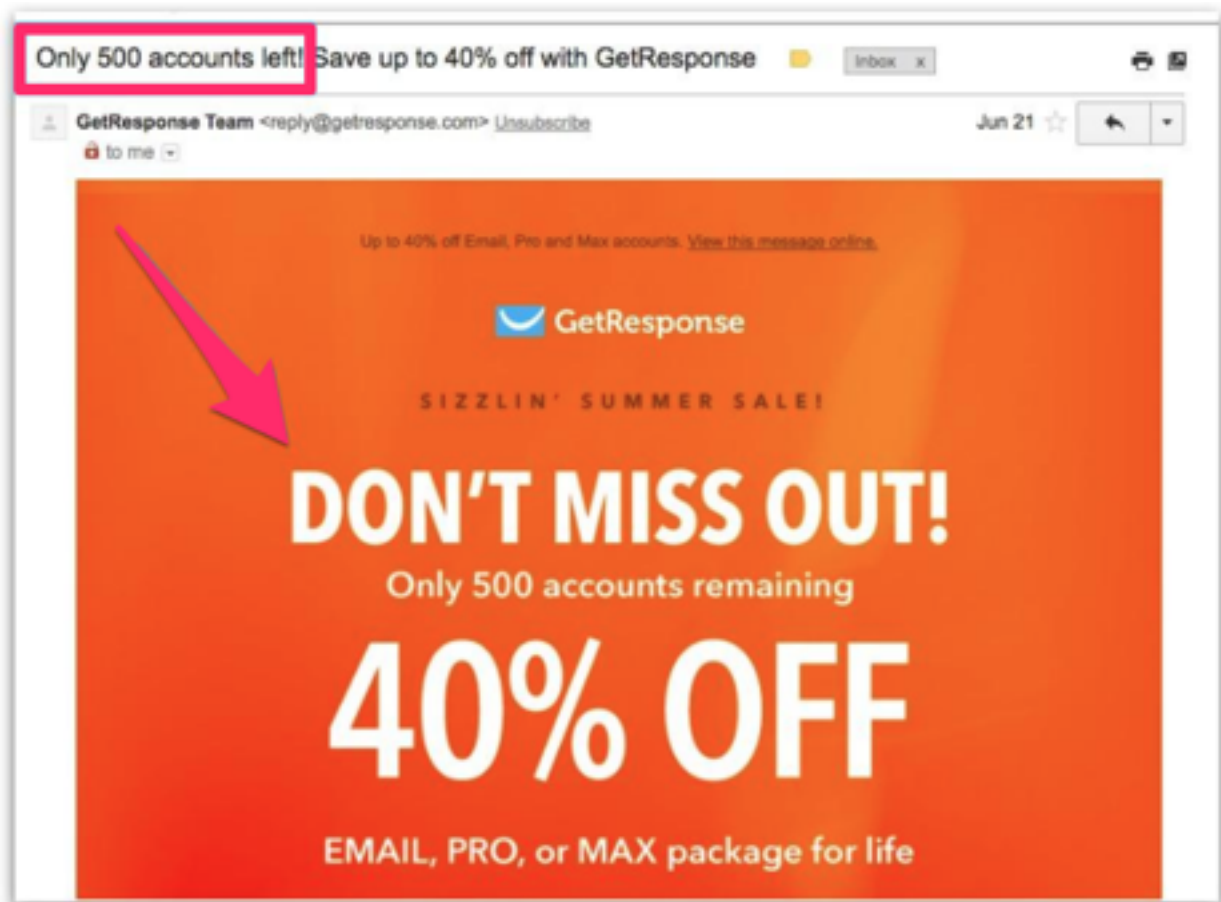 Only 500 accounts left! Save up to 40% off with GetResponse Inbox x
GetResponse Team <reply@getresponse.com> Unsubscribe Jun 21
to me
Up to 40% off Email, Pro and Max accounts. View this message online.
GetResponse
SIZZLIN' SUMMER SALE!
DON'T MISS OUT!
Only 500 accounts remaining
40% OFF
EMAIL, PRO, or MAX package for life